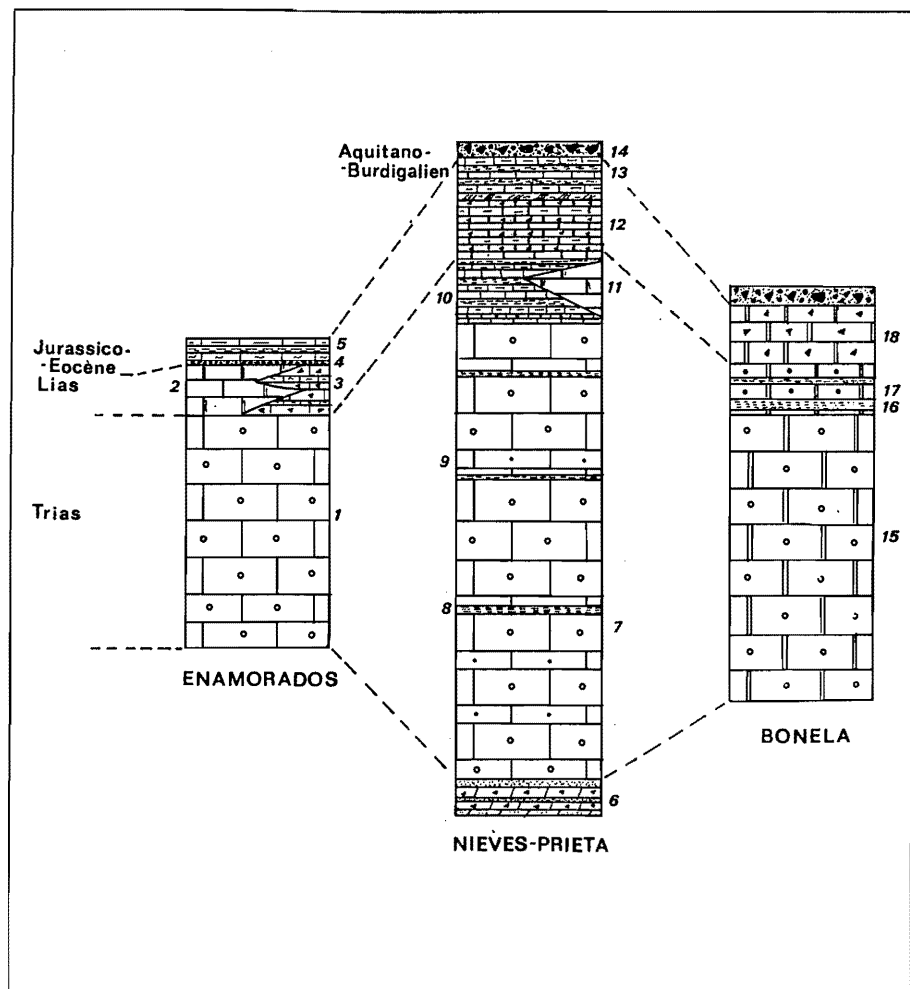 Aquitano-
-Burdigalien
14
13
12
11
10
Jurassico-
-Eocène
Lias
5
4
3
2
18
17
16
9
Trias
1
15
8
7
ENAMORADOS
BONELA
6
NIEVES-PRIETA